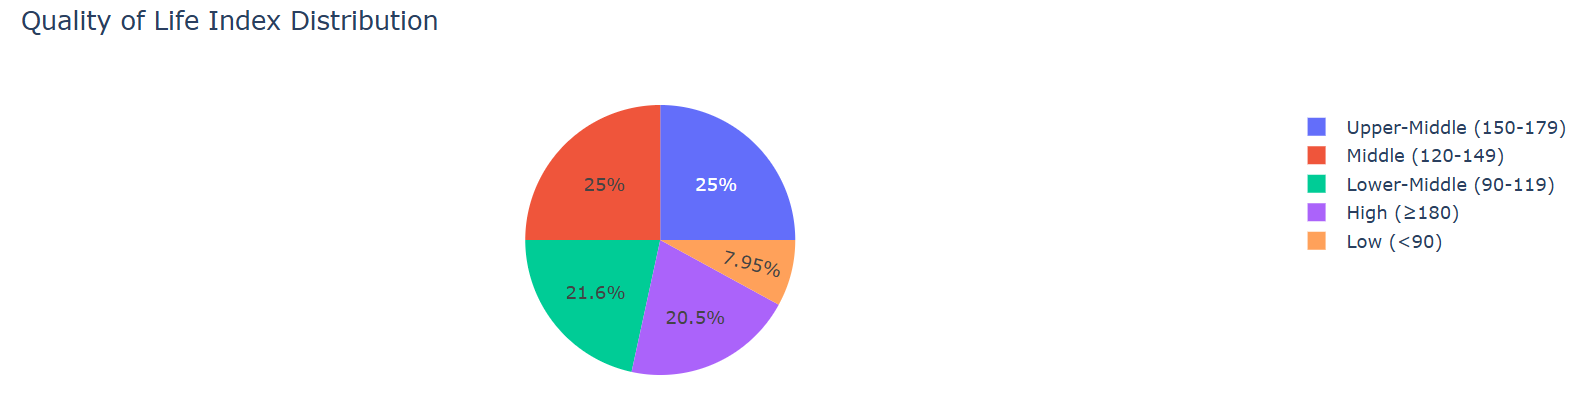 Quality of Life Index Distribution
25%
25%
7.95%
21.6%
20.5%
Upper-Middle (150-179)
Middle (120-149)
Lower-Middle (90-119)
High (≥180)
Low (<90)